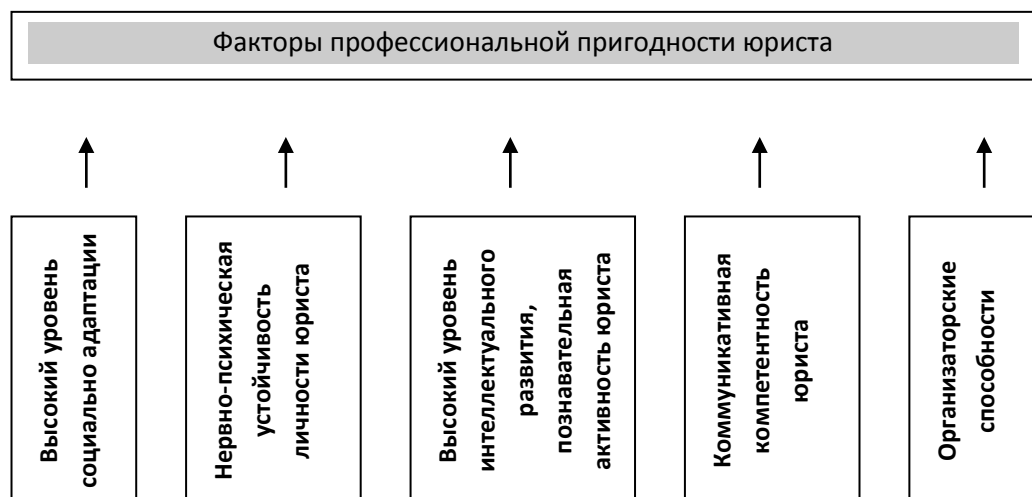 Факторы профессиональной пригодности юриста
Высокий уровень
социально адаптации
Нервно-психическая
устойчивость
личности юриста
Высокий уровень
интеллектуального
развития,
познавательная
активность юриста
Коммуникативная
компетентность
юриста
Организаторские
способности